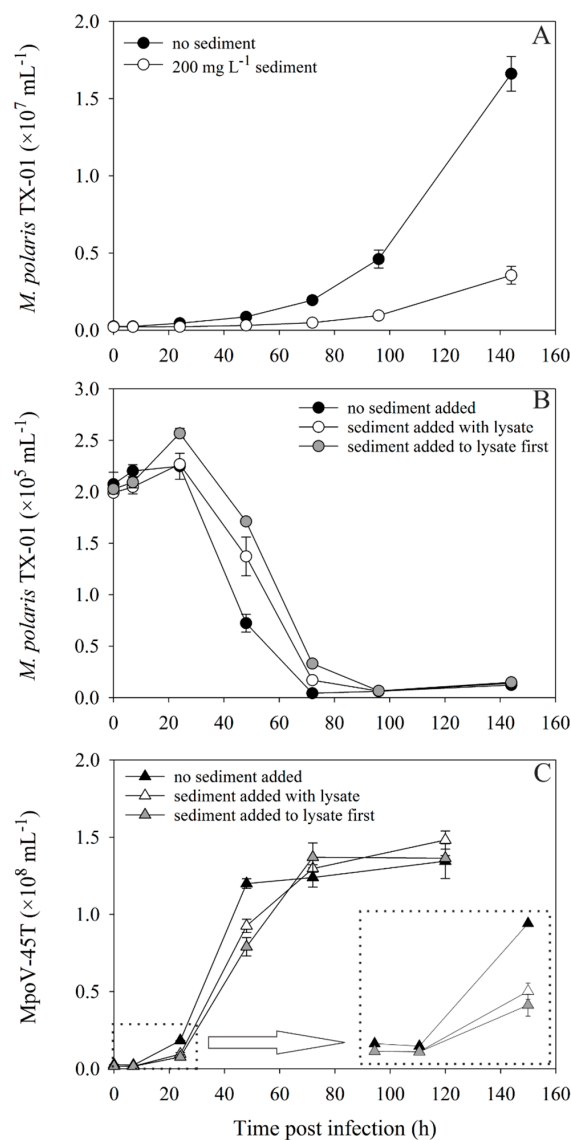 A
no sediment
200 mg L⁻¹ sediment
M. polaris TX-01 (×10⁷ mL⁻¹)
2.0
1.5
1.0
0.5
0.0
0 20 40 60 80 100 120 140 160
B
no sediment added
sediment added with lysate
sediment added to lysate first
M. polaris TX-01 (×10⁵ mL⁻¹)
3.0
2.5
2.0
1.5
1.0
0.5
0.0
0 20 40 60 80 100 120 140 160
C
no sediment added
sediment added with lysate
sediment added to lysate first
MpoV-45T (×10⁸ mL⁻¹)
2.0
1.5
1.0
0.5
0.0
0 20 40 60 80 100 120 140 160
Time post infection (h)